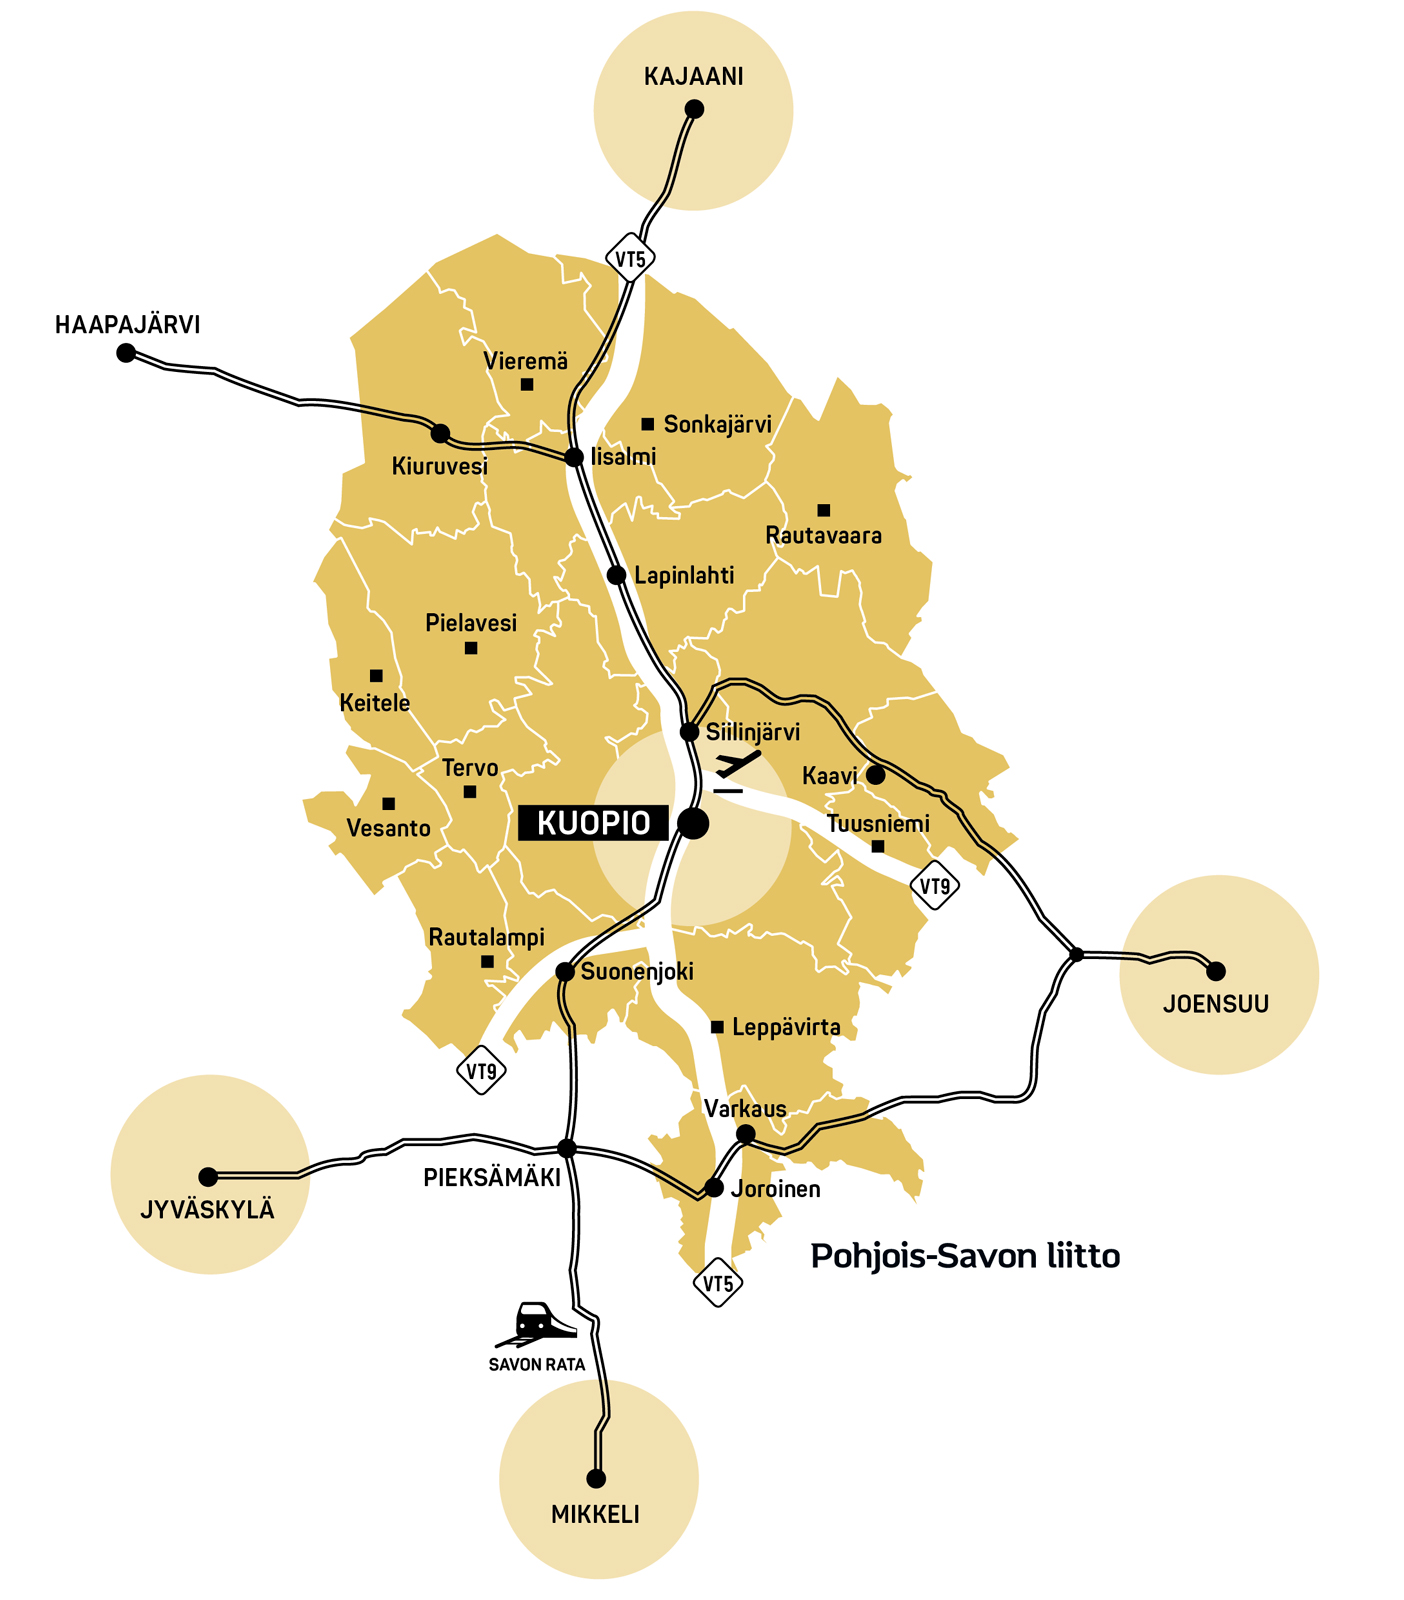 KAJAANI
VT5
HAAPAJÄRVI
Vieremä
Sonkajärvi
Iisalmi
Kiuruvesi
Rautavaara
Lapinlahti
Pielavesi
Keitele
Siilinjärvi
Tervo
Kaavi
Vesanto
KUOPIO
Tuusniemi
VT9
Rautalampi
Suonenjoki
JOENSUU
Leppävirta
VT9
Varkaus
PIEKSÄMÄKI
Joroinen
JYVÄSKYLÄ
Pohjois-Savon liitto
VT5
SAVON RATA
MIKKELI